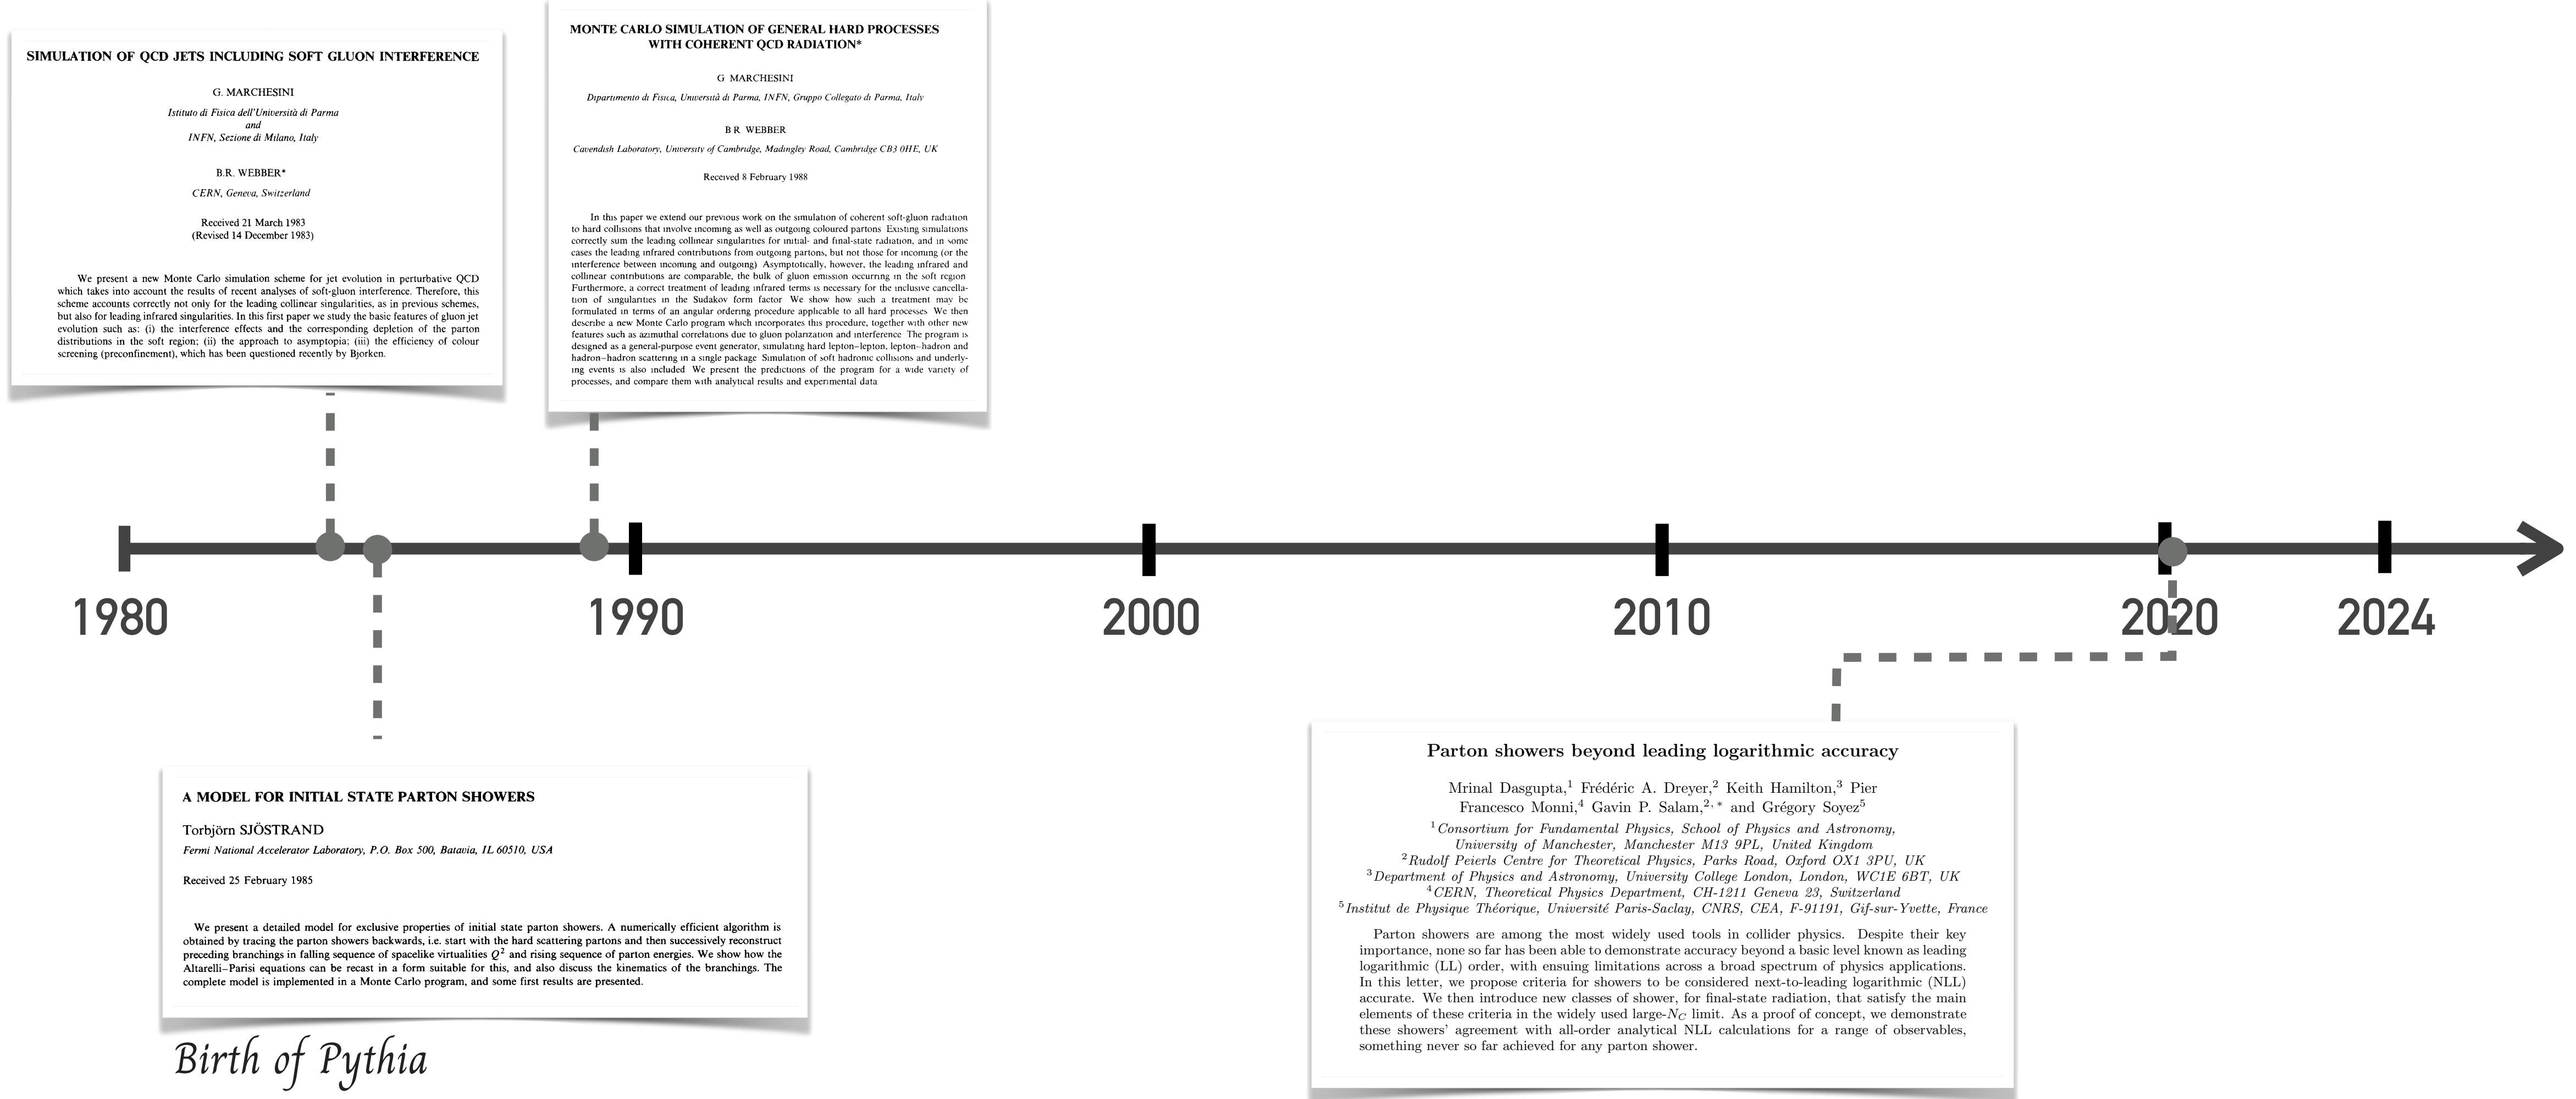 SIMULATION OF QCD JETS INCLUDING SOFT GLUON INTERFERENCE
G. MARCHESINI
Istituto di Fisica dell'Università di Parma
and
INFN, Sezione di Milano, Italy
B.R. WEBBER*
CERN, Geneva, Switzerland
Received 21 March 1983
(Revised 14 December 1983)
We present a new Monte Carlo simulation scheme for jet evolution in perturbative QCD
which takes into account the results of recent analyses of soft-gluon interference. Therefore, this
scheme accounts correctly not only for the leading collinear singularities, as in previous schemes,
but also for leading infrared singularities. In this first paper we study the basic features of gluon jet
evolution such as: (i) the interference effects and the corresponding depletion of the parton
distributions in the soft region; (ii) the approach to asymptopia; (iii) the efficiency of colour
screening (preconfinement), which has been questioned recently by Bjorken.
MONTE CARLO SIMULATION OF GENERAL HARD PROCESSES
WITH COHERENT QCD RADIATION*
G MARCHESINI
Dipartimento di Fisica, Università di Parma, INFN, Gruppo Collegato di Parma, Italy
B R WEBBER
Cavendish Laboratory, University of Cambridge, Madingley Road, Cambridge CB3 0HE, UK
Received 8 February 1988
In this paper we extend our previous work on the simulation of coherent soft-gluon radiation
to hard collisions that involve incoming as well as outgoing coloured partons Existing simulations
correctly sum the leading collinear singularities for initial- and final-state radiation, and in some
cases the leading infrared contributions from outgoing partons, but not those for incoming (or the
interference between incoming and outgoing) Asymptotically, however, the leading infrared and
collinear contributions are comparable, the bulk of gluon emission occurring in the soft region
Furthermore, a correct treatment of leading infrared terms is necessary for the inclusive cancella-
tion of singularities in the Sudakov form factor We show how such a treatment may be
formulated in terms of an angular ordering procedure applicable to all hard processes We then
describe a new Monte Carlo program which incorporates this procedure, together with other new
features such as azimuthal correlations due to gluon polarization and interference The program is
designed as a general-purpose event generator, simulating hard lepton–lepton, lepton–hadron and
hadron–hadron scattering in a single package Simulation of soft hadronic collisions and underly-
ing events is also included We present the predictions of the program for a wide variety of
processes, and compare them with analytical results and experimental data
1980
1990
2000
2010
2020
2024
A MODEL FOR INITIAL STATE PARTON SHOWERS
Torbjörn SJÖSTRAND
Fermi National Accelerator Laboratory, P.O. Box 500, Batavia, IL 60510, USA
Received 25 February 1985
We present a detailed model for exclusive properties of initial state parton showers. A numerically efficient algorithm is
obtained by tracing the parton showers backwards, i.e. start with the hard scattering partons and then successively reconstruct
preceding branchings in falling sequence of spacelike virtualities Q² and rising sequence of parton energies. We show how the
Altarelli–Parisi equations can be recast in a form suitable for this, and also discuss the kinematics of the branchings. The
complete model is implemented in a Monte Carlo program, and some first results are presented.
Birth of Pythia
Parton showers beyond leading logarithmic accuracy
Mrinal Dasgupta,¹ Frédéric A. Dreyer,² Keith Hamilton,³ Pier
Francesco Monni,⁴ Gavin P. Salam,²,* and Grégory Soyez⁵
¹Consortium for Fundamental Physics, School of Physics and Astronomy,
University of Manchester, Manchester M13 9PL, United Kingdom
²Rudolf Peierls Centre for Theoretical Physics, Parks Road, Oxford OX1 3PU, UK
³Department of Physics and Astronomy, University College London, London, WC1E 6BT, UK
⁴CERN, Theoretical Physics Department, CH-1211 Geneva 23, Switzerland
⁵Institut de Physique Théorique, Université Paris-Saclay, CNRS, CEA, F-91191, Gif-sur-Yvette, France
Parton showers are among the most widely used tools in collider physics. Despite their key
importance, none so far has been able to demonstrate accuracy beyond a basic level known as leading
logarithmic (LL) order, with ensuing limitations across a broad spectrum of physics applications.
In this letter, we propose criteria for showers to be considered next-to-leading logarithmic (NLL)
accurate. We then introduce new classes of shower, for final-state radiation, that satisfy the main
elements of these criteria in the widely used large-N_C limit. As a proof of concept, we demonstrate
these showers' agreement with all-order analytical NLL calculations for a range of observables,
something never so far achieved for any parton shower.